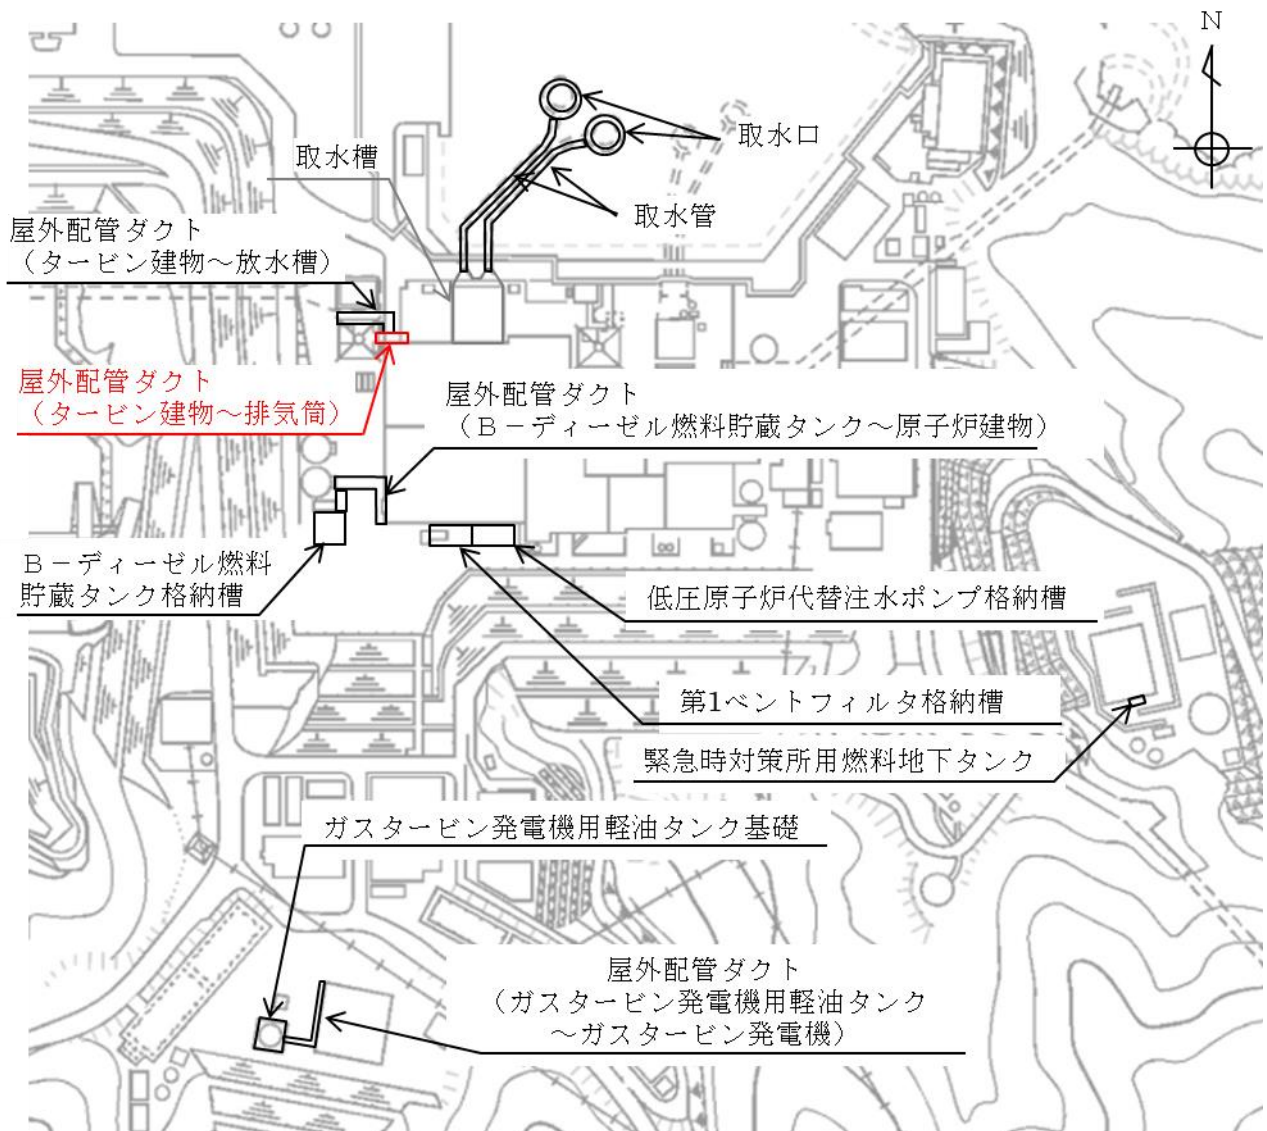 N
取水口
取水槽
取水管
屋外配管ダクト
（タービン建物～放水槽）
屋外配管ダクト
（タービン建物～排気筒）
屋外配管ダクト
（Ｂ－ディーゼル燃料貯蔵タンク～原子炉建物）
Ｂ－ディーゼル燃料
貯蔵タンク格納槽
低圧原子炉代替注水ポンプ格納槽
第1ベントフィルタ格納槽
緊急時対策所用燃料地下タンク
ガスタービン発電機用軽油タンク基礎
屋外配管ダクト
（ガスタービン発電機用軽油タンク
～ガスタービン発電機）